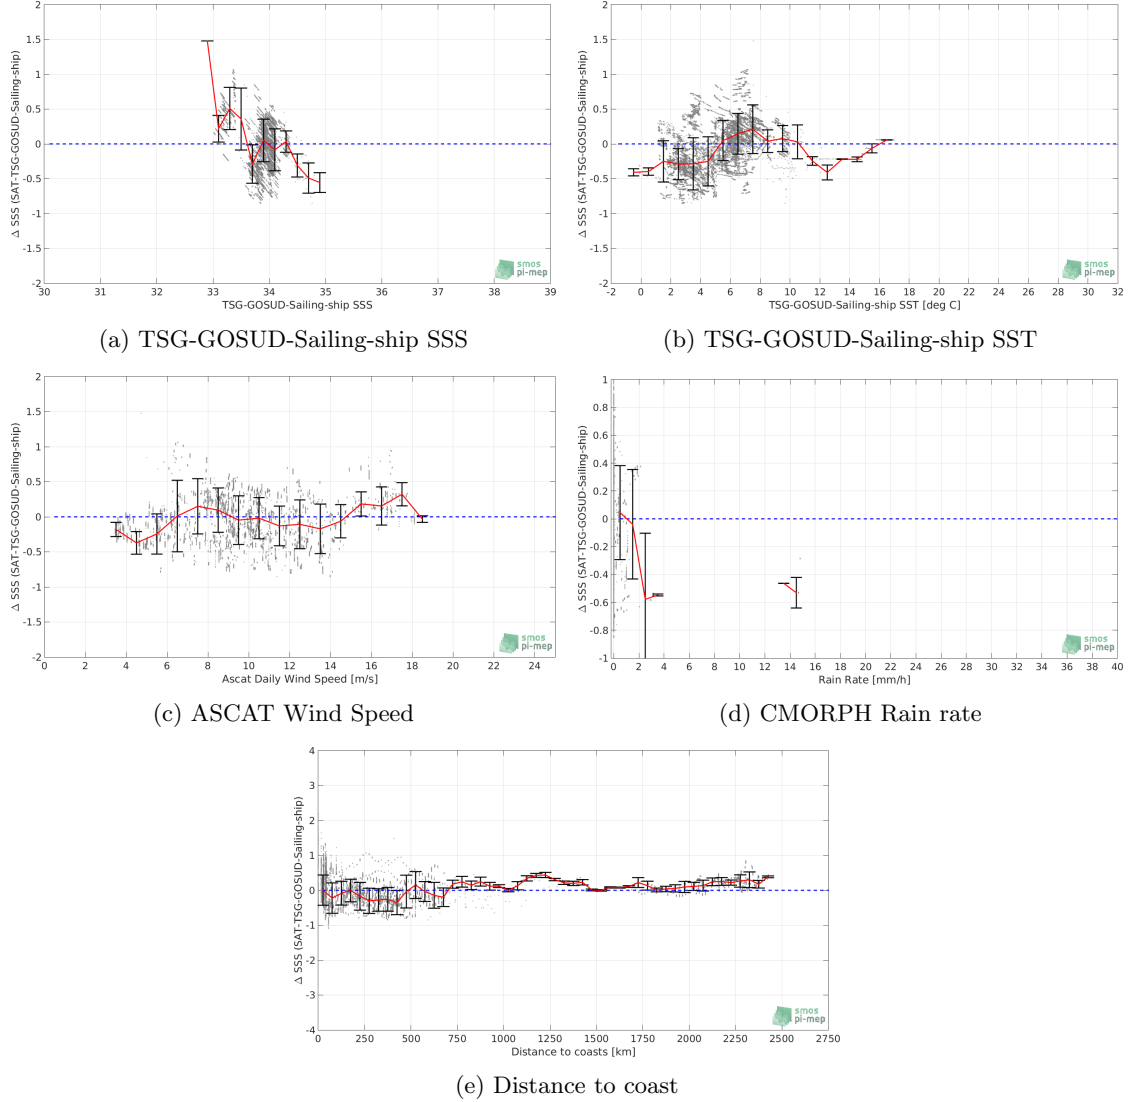 2
1.5
1
0.5
0
-0.5
-1
-1.5
-2
Δ SSS (SAT-TSG-GOSUD-Sailing-ship)
30 31 32 33 34 35 36 37 38 39
TSG-GOSUD-Sailing-ship SSS
smos
pi-mep
(a) TSG-GOSUD-Sailing-ship SSS
2
1.5
1
0.5
0
-0.5
-1
-1.5
-2
Δ SSS (SAT-TSG-GOSUD-Sailing-ship)
-2 0 2 4 6 8 10 12 14 16 18 20 22 24 26 28 30 32
TSG-GOSUD-Sailing-ship SST [deg C]
smos
pi-mep
(b) TSG-GOSUD-Sailing-ship SST
2
1.5
1
0.5
0
-0.5
-1
-1.5
-2
Δ SSS (SAT-TSG-GOSUD-Sailing-ship)
0 2 4 6 8 10 12 14 16 18 20 22 24
Ascat Daily Wind Speed [m/s]
smos
pi-mep
(c) ASCAT Wind Speed
1
0.8
0.6
0.4
0.2
0
-0.2
-0.4
-0.6
-0.8
-1
Δ SSS (SAT-TSG-GOSUD-Sailing-ship)
0 2 4 6 8 10 12 14 16 18 20 22 24 26 28 30 32 34 36 38 40
Rain Rate [mm/h]
smos
pi-mep
(d) CMORPH Rain rate
4
3
2
1
0
-1
-2
-3
-4
Δ SSS (SAT-TSG-GOSUD-Sailing-ship)
0 250 500 750 1000 1250 1500 1750 2000 2250 2500 2750
Distance to coasts [km]
smos
pi-mep
(e) Distance to coast